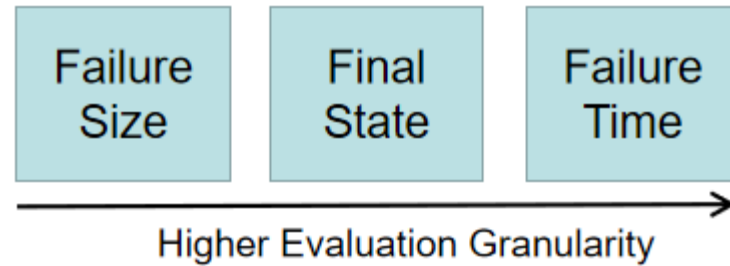 Failure
Size
Final
State
Failure
Time
Higher Evaluation Granularity